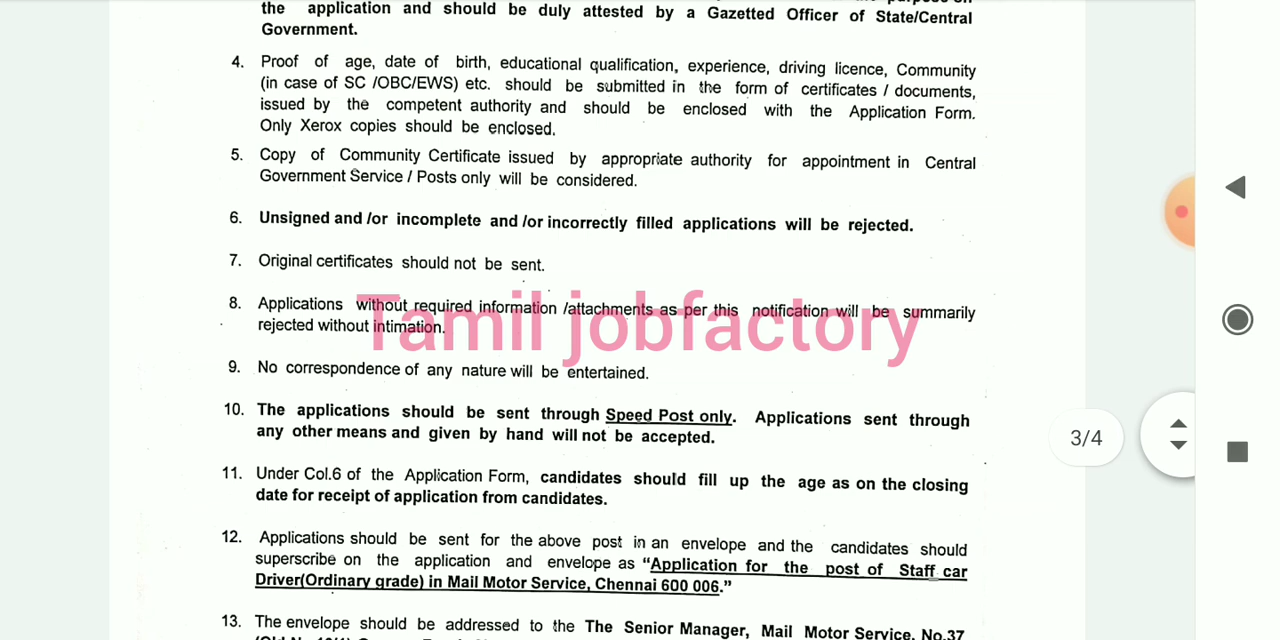 the application and should be duly attested by a Gazetted Officer of State/Central
Government.
4. Proof of age, date of birth, educational qualification, experience, driving licence, Community
(in case of SC /OBC/EWS) etc. should be submitted in the form of certificates / documents,
issued by the competent authority and should be enclosed with the Application Form.
Only Xerox copies should be enclosed.
5. Copy of Community Certificate issued by appropriate authority for appointment in Central
Government Service / Posts only will be considered.
6. Unsigned and /or incomplete and /or incorrectly filled applications will be rejected.
7. Original certificates should not be sent.
8. Applications without required information /attachments as per this notification will be summarily
rejected without intimation.
Tamil jobfactory
9. No correspondence of any nature will be entertained.
10. The applications should be sent through Speed Post only. Applications sent through
any other means and given by hand will not be accepted.
3/4
11. Under Col.6 of the Application Form, candidates should fill up the age as on the closing
date for receipt of application from candidates.
12. Applications should be sent for the above post in an envelope and the candidates should
superscribe on the application and envelope as “Application for the post of Staff car
Driver(Ordinary grade) in Mail Motor Service, Chennai 600 006.”
13. The envelope should be addressed to the The Senior Manager, Mail Motor Service, No.37